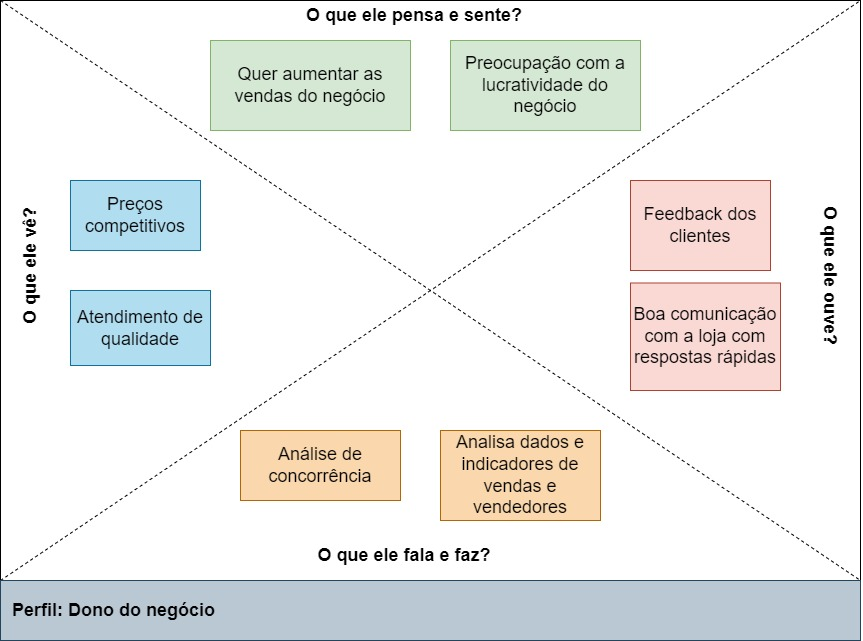 O que ele pensa e sente?
Quer aumentar as
vendas do negócio
Preocupação com a
lucratividade do
negócio
O que ele vê?
Preços
competitivos
Atendimento de
qualidade
O que ele ouve?
Feedback dos
clientes
Boa comunicação
com a loja com
respostas rápidas
Análise de
concorrência
Analisa dados e
indicadores de
vendas e
vendedores
O que ele fala e faz?
Perfil: Dono do negócio